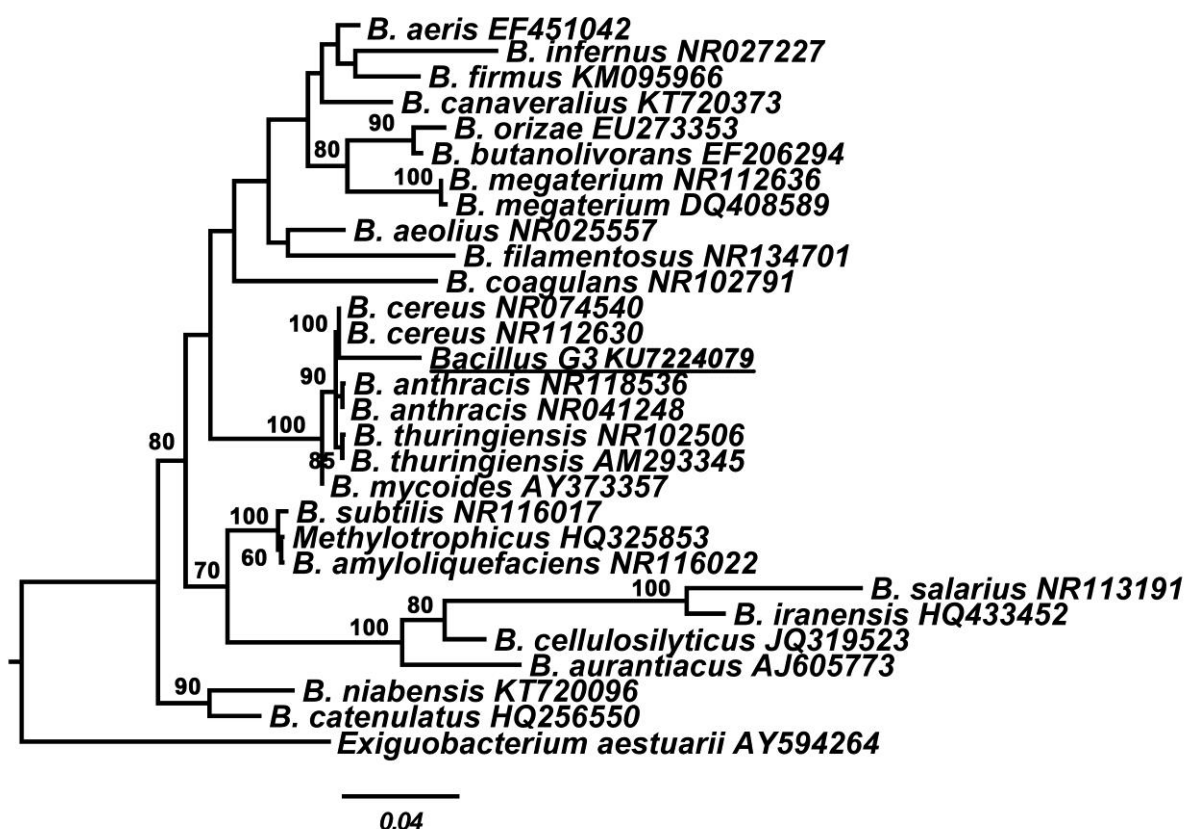 B. aeris EF451042
B. infernus NR027227
B. firmus KM095966
B. canaveralius KT720373
90
B. orizae EU273353
80
B. butanolivorans EF206294
100
B. megaterium NR112636
B. megaterium DQ408589
B. aeolius NR025557
B. filamentosus NR134701
B. coagulans NR102791
B. cereus NR074540
100
B. cereus NR112630
Bacillus G3 KU7224079
90
B. anthracis NR118536
B. anthracis NR041248
100
B. thuringiensis NR102506
80
85
B. thuringiensis AM293345
B. mycoides AY373357
100
B. subtilis NR116017
Methylotrophicus HQ325853
60
B. amyloliquefaciens NR116022
70
100
B. salarius NR113191
80
B. iranensis HQ433452
100
B. cellulosilyticus JQ319523
B. aurantiacus AJ605773
90
B. niabensis KT720096
B. catenulatus HQ256550
Exiguobacterium aestuarii AY594264
0.04